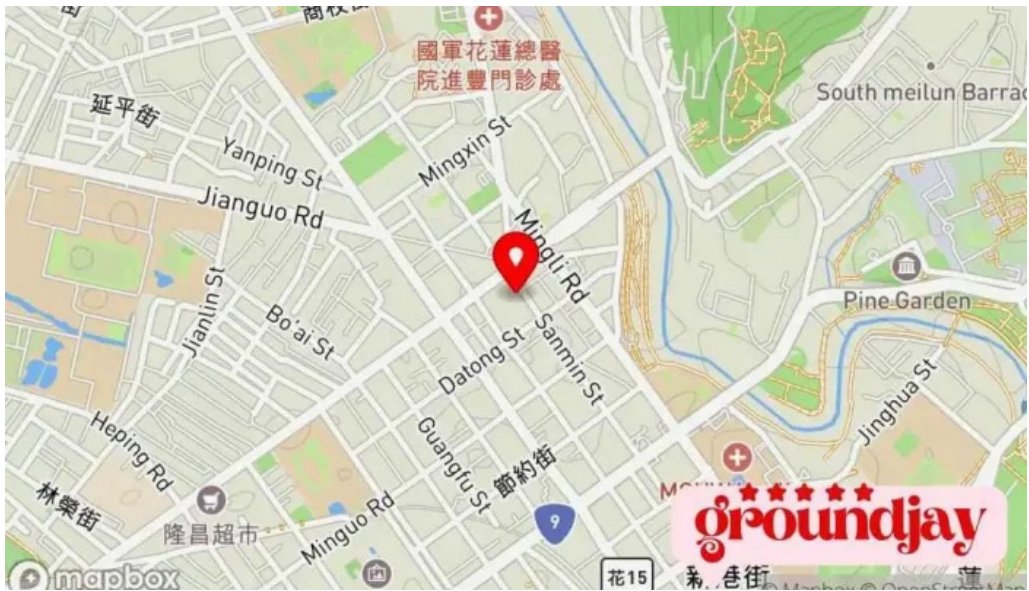 國軍花蓮總醫
院進豐門診處
South meilun Barrac
延平街
Yanping St
Mingxin St
Jianguo Rd
Mingli Rd
Pine Garden
Jianlin St
Bo'ai St
Datong St
Sanmin St
Jinghua St
Heping Rd
Guangfu St
節約街
林榮街
隆昌超市
Minguo Rd
9
groundjay
花15
mapbox
© Mapbox © OpenStreetMap